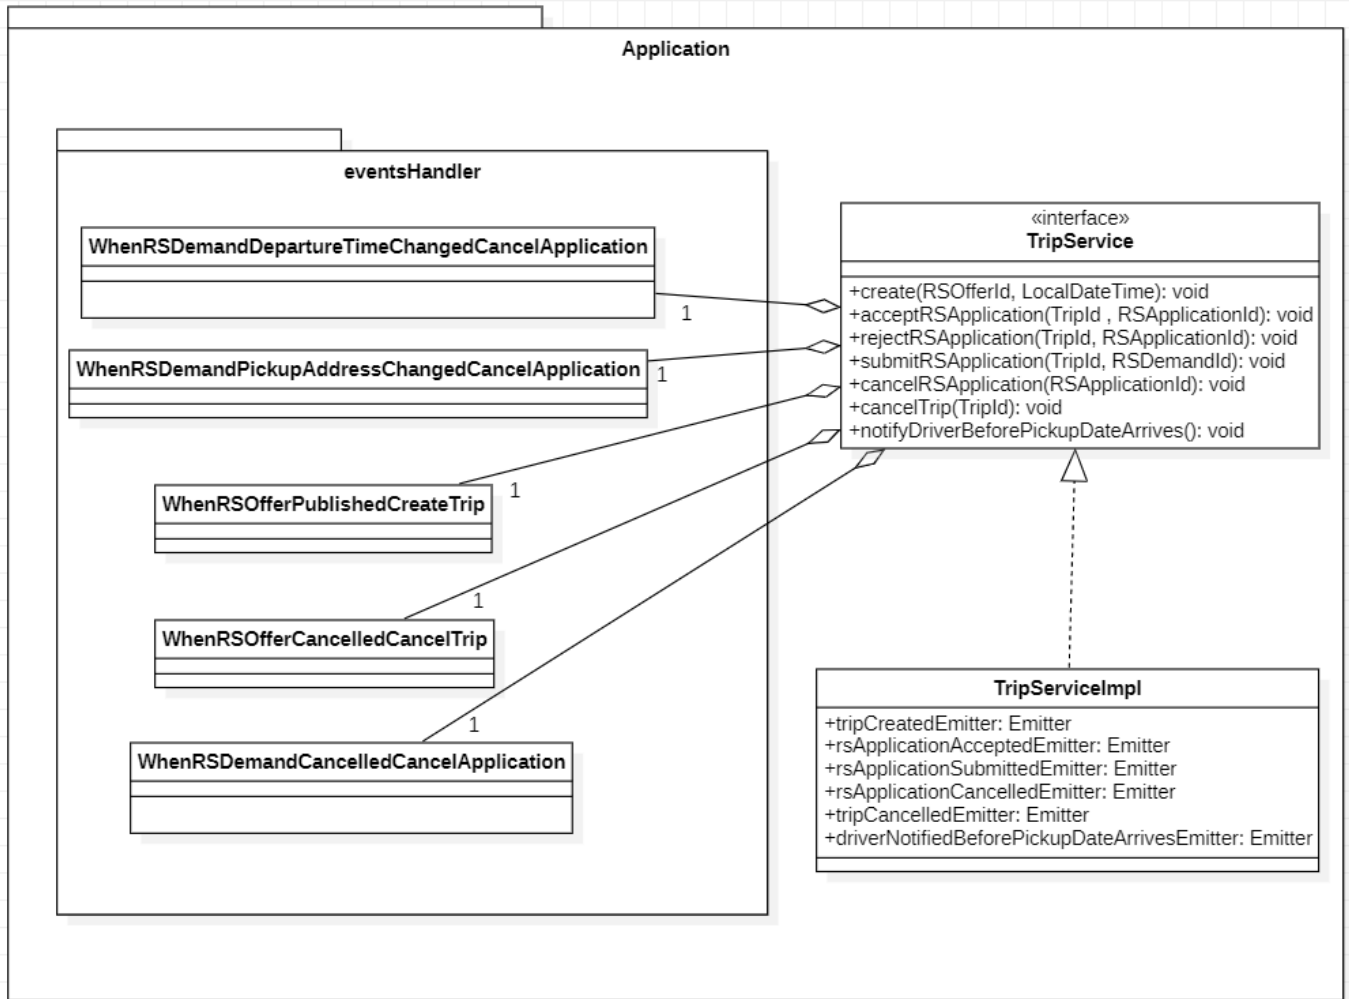 Application
eventsHandler
WhenRSDemandDepartureTimeChangedCancelApplication
1
WhenRSDemandPickupAddressChangedCancelApplication
1
WhenRSOfferPublishedCreateTrip
1
WhenRSOfferCancelledCancelTrip
1
WhenRSDemandCancelledCancelApplication
1
«interface»
TripService
+create(RSOfferId, LocalDateTime): void
+acceptRSApplication(TripId , RSApplicationId): void
+rejectRSApplication(TripId, RSApplicationId): void
+submitRSApplication(TripId, RSDemandId): void
+cancelRSApplication(RSApplicationId): void
+cancelTrip(TripId): void
+notifyDriverBeforePickupDateArrives(): void
TripServiceImpl
+tripCreatedEmitter: Emitter
+rsApplicationAcceptedEmitter: Emitter
+rsApplicationSubmittedEmitter: Emitter
+rsApplicationCancelledEmitter: Emitter
+tripCancelledEmitter: Emitter
+driverNotifiedBeforePickupDateArrivesEmitter: Emitter